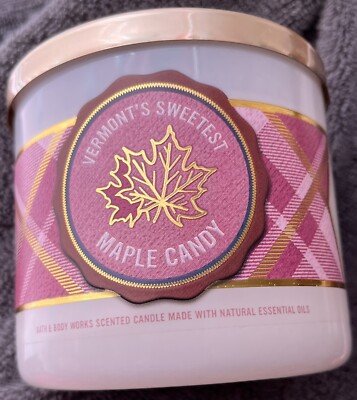 VERMONT'S SWEETEST
MAPLE CANDY
BATH & BODY WORKS SCENTED CANDLE MADE WITH NATURAL ESSENTIAL OILS